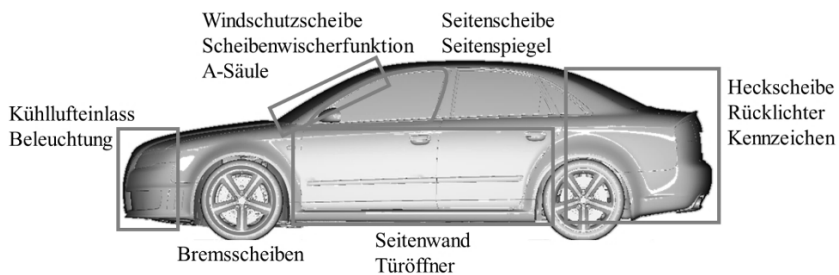 Windschutzscheibe
Scheibenwischerfunktion
A-Säule
Seitenscheibe
Seitenspiegel
Kühllufteinlass
Beleuchtung
Heckscheibe
Rücklichter
Kennzeichen
Bremsscheiben
Seitenwand
Türöffner